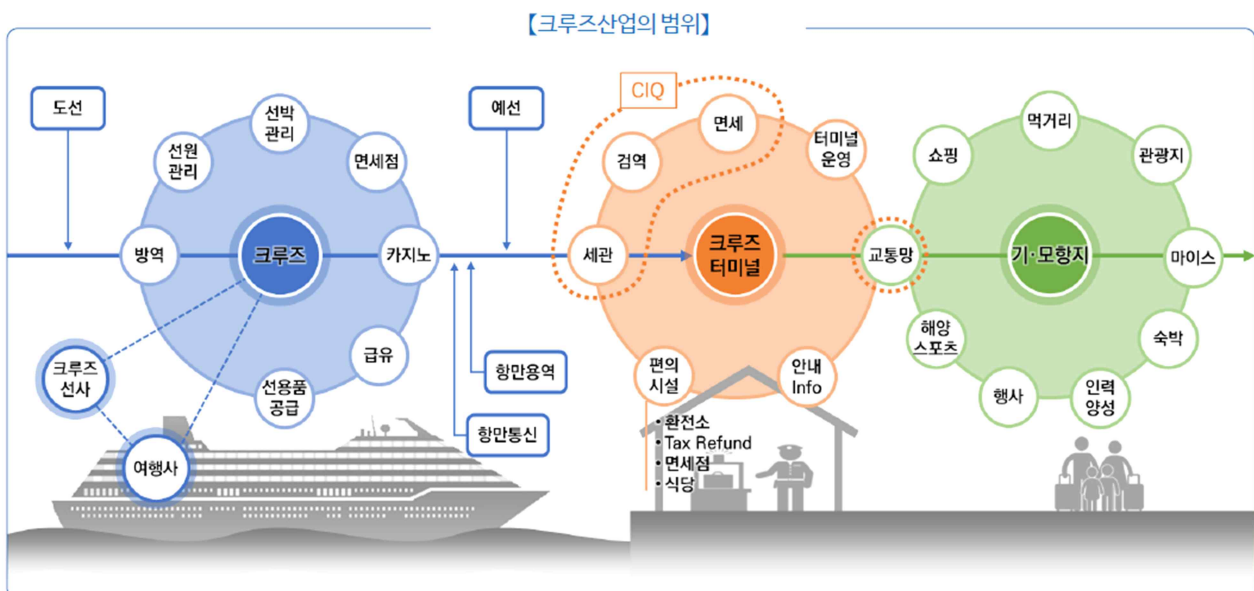 【크루즈산업의 범위】
도선
선박
관리
선원
관리
면세점
방역
크루즈
카지노
급유
선용품
공급
크루즈
선사
여행사
예선
항만용역
항만통신
CIQ
면세
검역
세관
터미널
운영
크루즈
터미널
교통망
편의
시설
안내
Info
• 환전소
• Tax Refund
• 면세점
• 식당
먹거리
쇼핑
관광지
기·모항지
마이스
해양
스포츠
숙박
행사
인력
양성